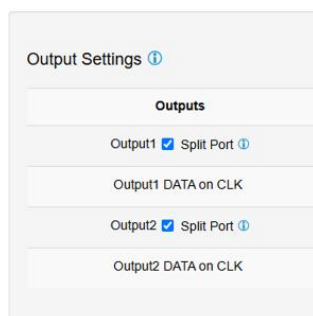 Output Settings
Outputs
Output1 Split Port
Output1 DATA on CLK
Output2 Split Port
Output2 DATA on CLK